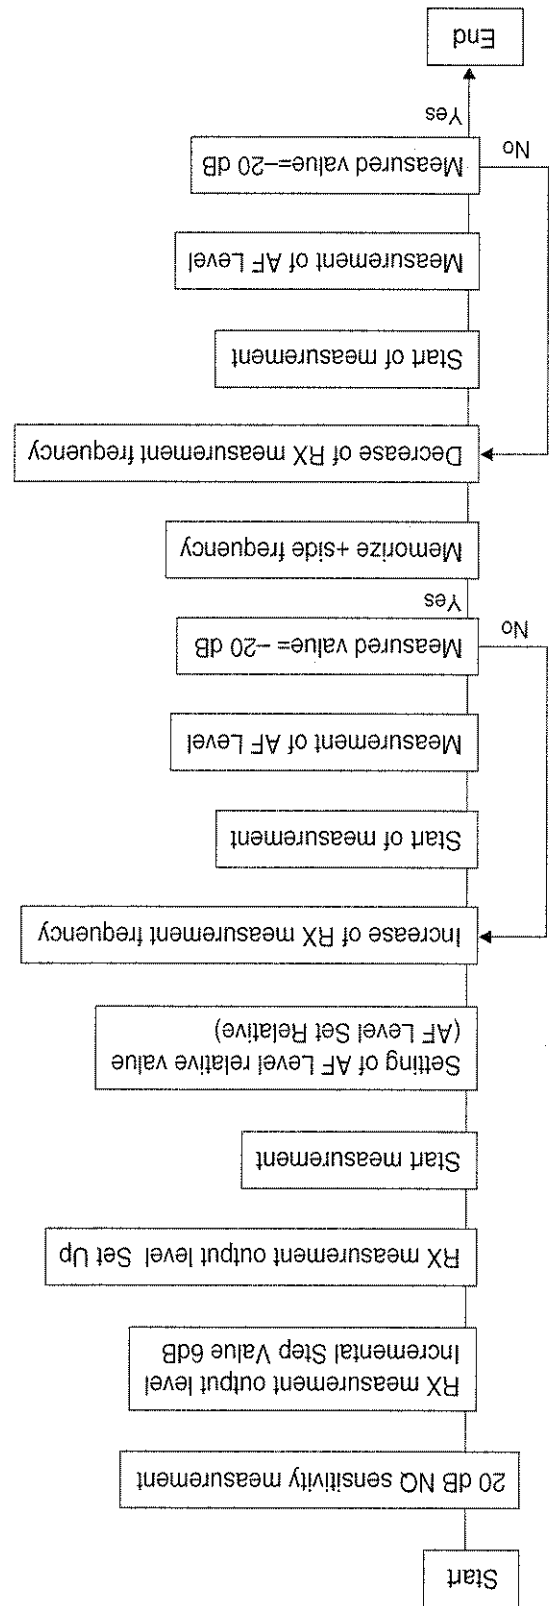 Start
20 dB NQ sensitivity measurement
RX measurement output level
Incremental Step Value 6dB
RX measurement output level Set Up
Start measurement
Setting of AF Level relative value
(AF Level Set Relative)
Increase of RX measurement frequency
Start of measurement
Measurement of AF Level
Measured value= –20 dB
No
Yes
Memorize +side frequency
Decrease of RX measurement frequency
Start of measurement
Measurement of AF Level
Measured value=–20 dB
No
Yes
End